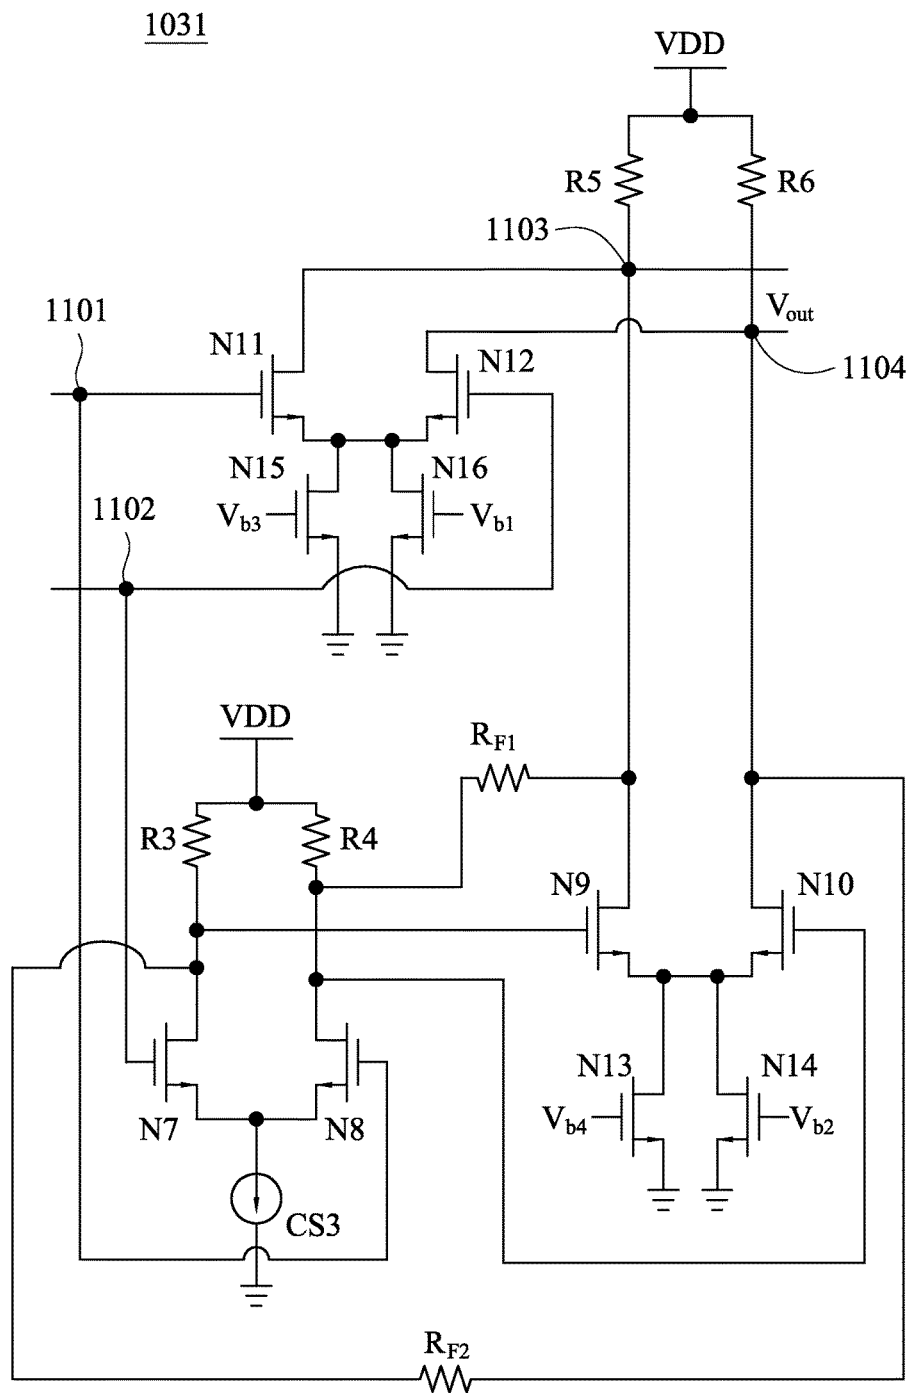 1031
VDD
R5
R6
1103
1101
Vout
N11
N12
1104
N15
N16
Vb3
Vb1
1102
VDD
RF1
R3
R4
N9
N10
N13
N14
N7
N8
Vb4
Vb2
CS3
RF2